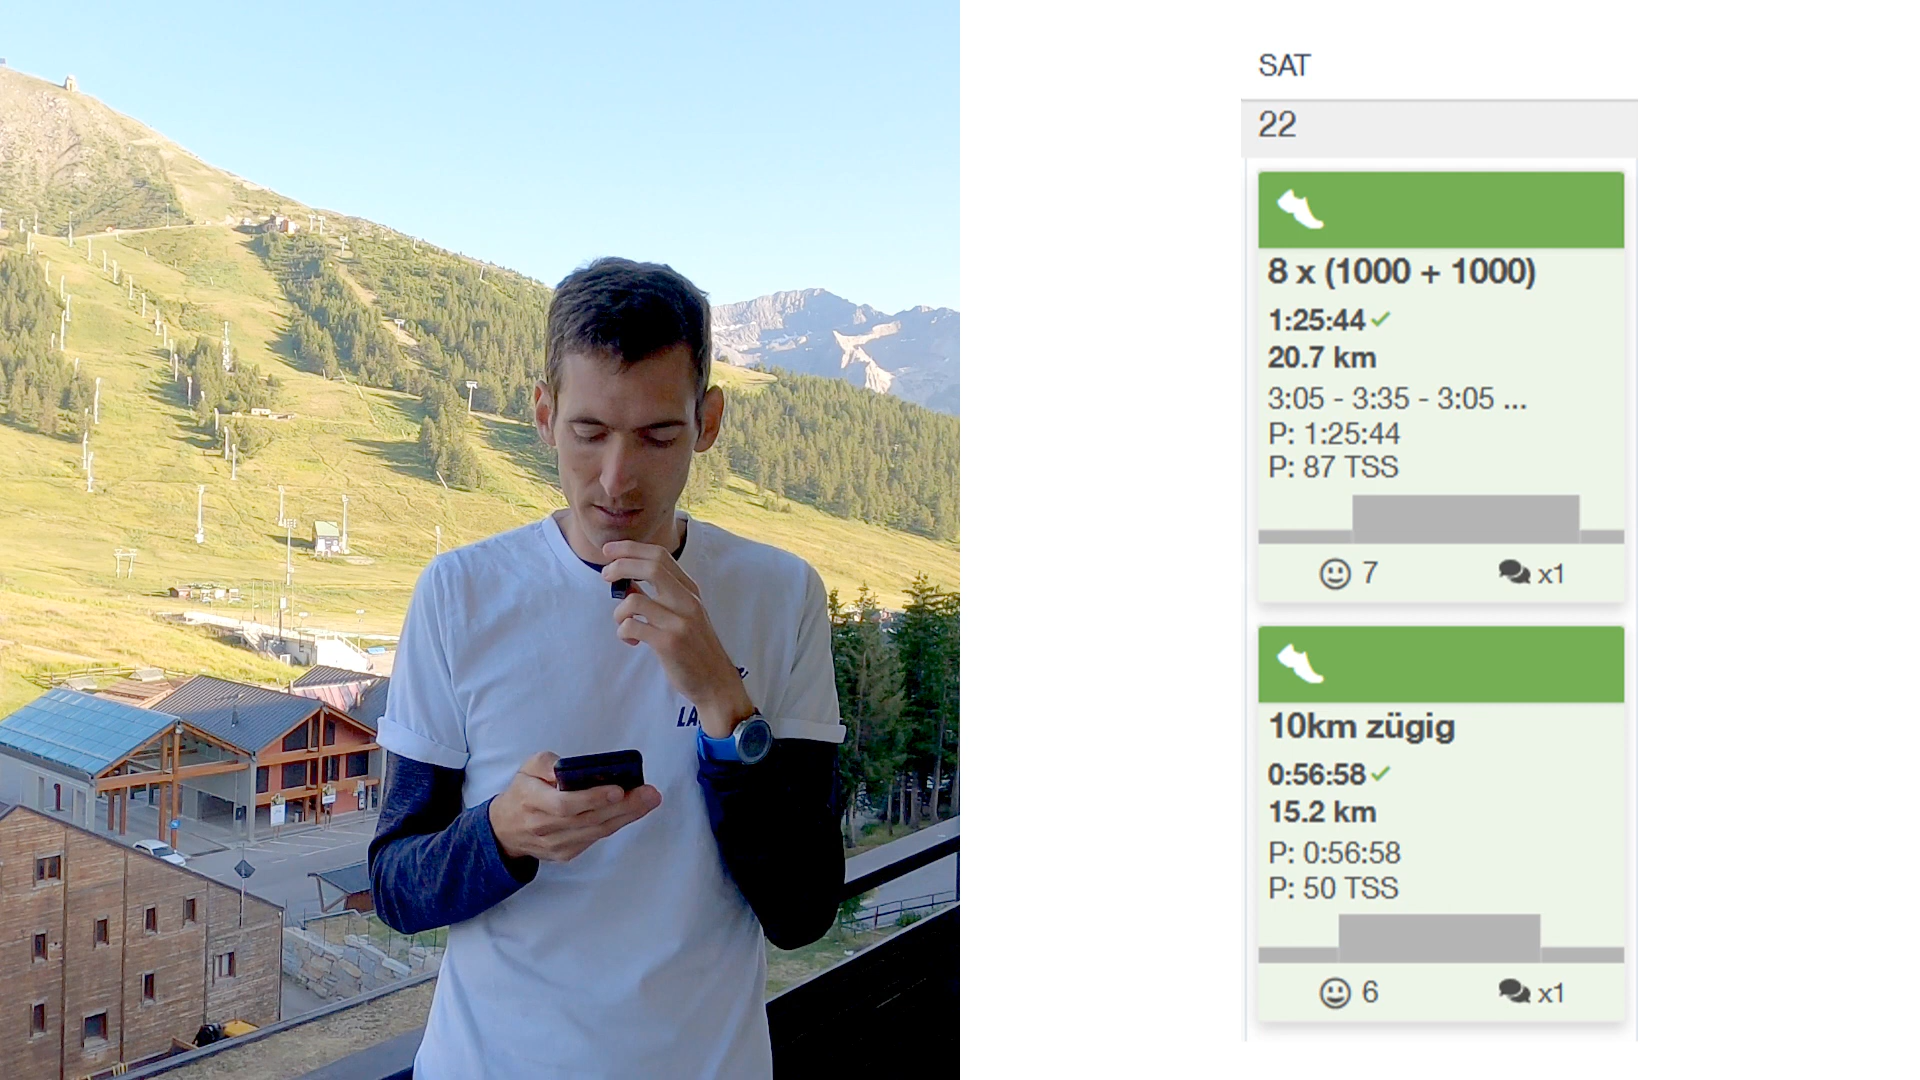 LA
SAT
22
8 x (1000 + 1000)
1:25:44
20.7 km
3:05 - 3:35 - 3:05 ...
P: 1:25:44
P: 87 TSS
7
x1
10km zügig
0:56:58
15.2 km
P: 0:56:58
P: 50 TSS
6
x1